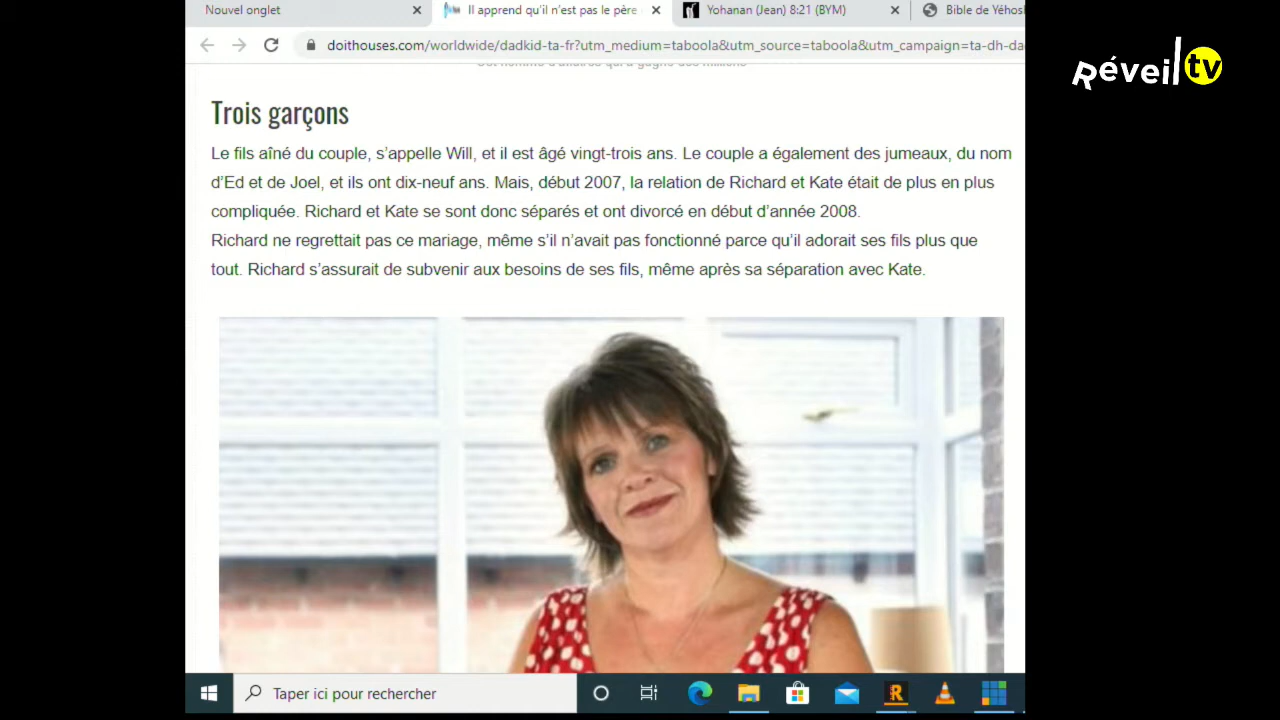 Nouvel onglet
Il apprend qu'il n'est pas le père
Yohanan (Jean) 8:21 (BYM)
Bible de Yéhos
doithouses.com/worldwide/dadkid-ta-fr?utm_medium=taboola&utm_source=taboola&utm_campaign=ta-dh-da
Réveil tv
Trois garçons
Le fils aîné du couple, s'appelle Will, et il est âgé vingt-trois ans. Le couple a également des jumeaux, du nom
d'Ed et de Joel, et ils ont dix-neuf ans. Mais, début 2007, la relation de Richard et Kate était de plus en plus
compliquée. Richard et Kate se sont donc séparés et ont divorcé en début d'année 2008.
Richard ne regrettait pas ce mariage, même s'il n'avait pas fonctionné parce qu'il adorait ses fils plus que
tout. Richard s'assurait de subvenir aux besoins de ses fils, même après sa séparation avec Kate.
Taper ici pour rechercher